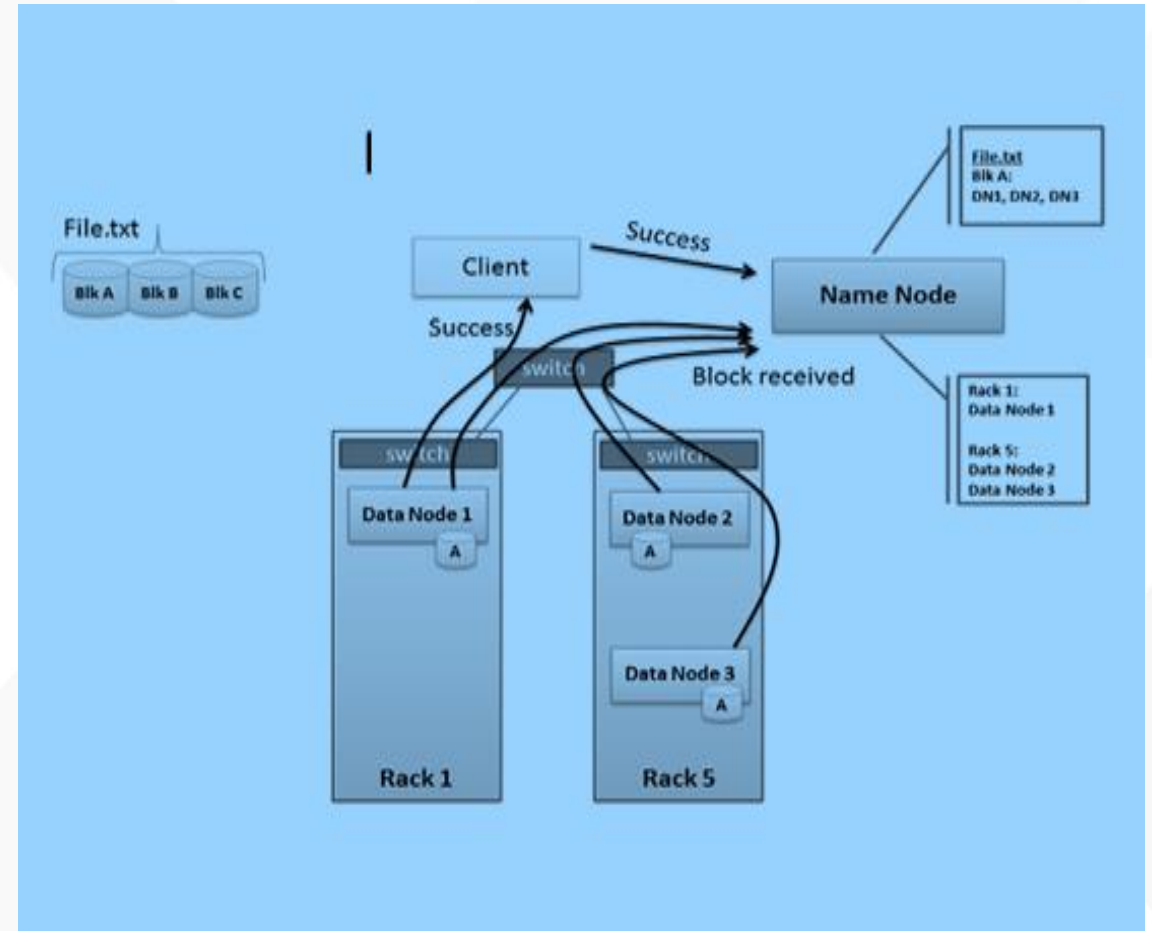 File.txt
Blk A
Blk B
Blk C
Client
Success
Success
Name Node
File.txt
Blk A:
DN1, DN2, DN3
switch
Block received
Rack 1:
Data Node 1
Rack 5:
Data Node 2
Data Node 3
switch
Data Node 1
A
Rack 1
switch
Data Node 2
A
Data Node 3
A
Rack 5